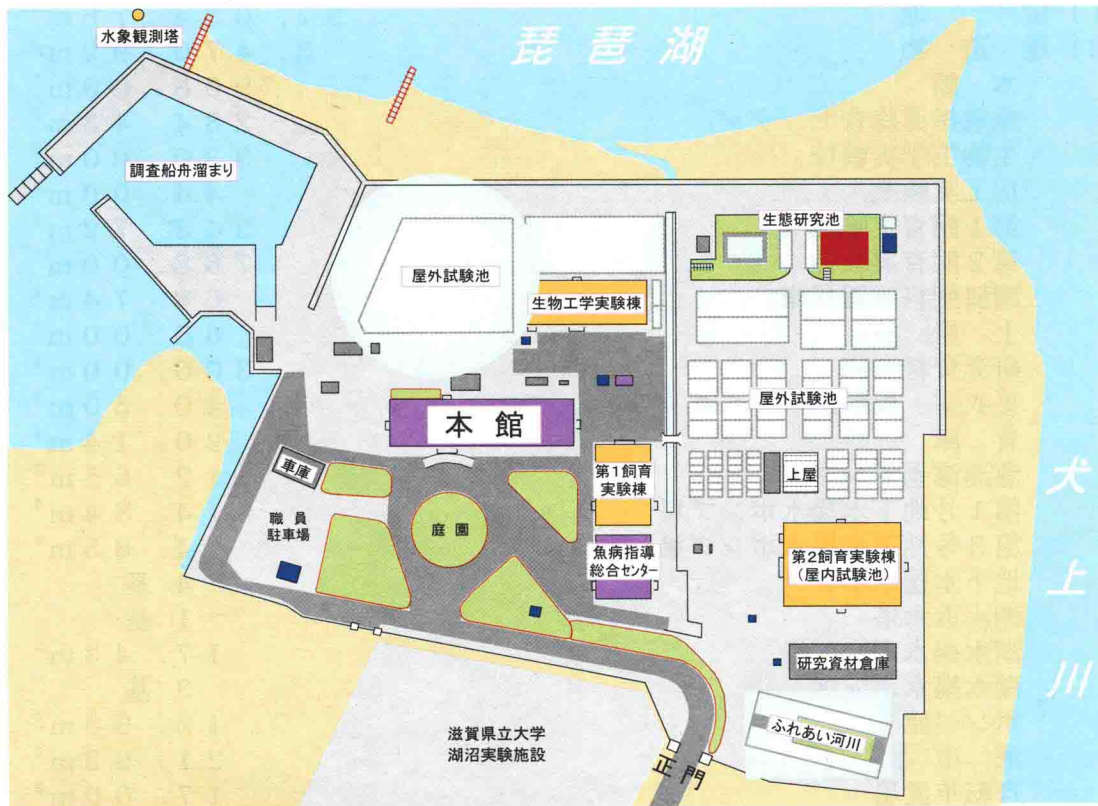 水象観測塔
琵琶湖
調査船舟溜まり
生態研究池
屋外試験池
生物工学実験棟
屋外試験池
本館
上屋
車庫
第1飼育
実験棟
職員
駐車場
庭園
魚病指導
総合センター
第2飼育実験棟
(屋内試験池)
犬上川
研究資材倉庫
ふれあい河川
滋賀県立大学
湖沼実験施設
正門